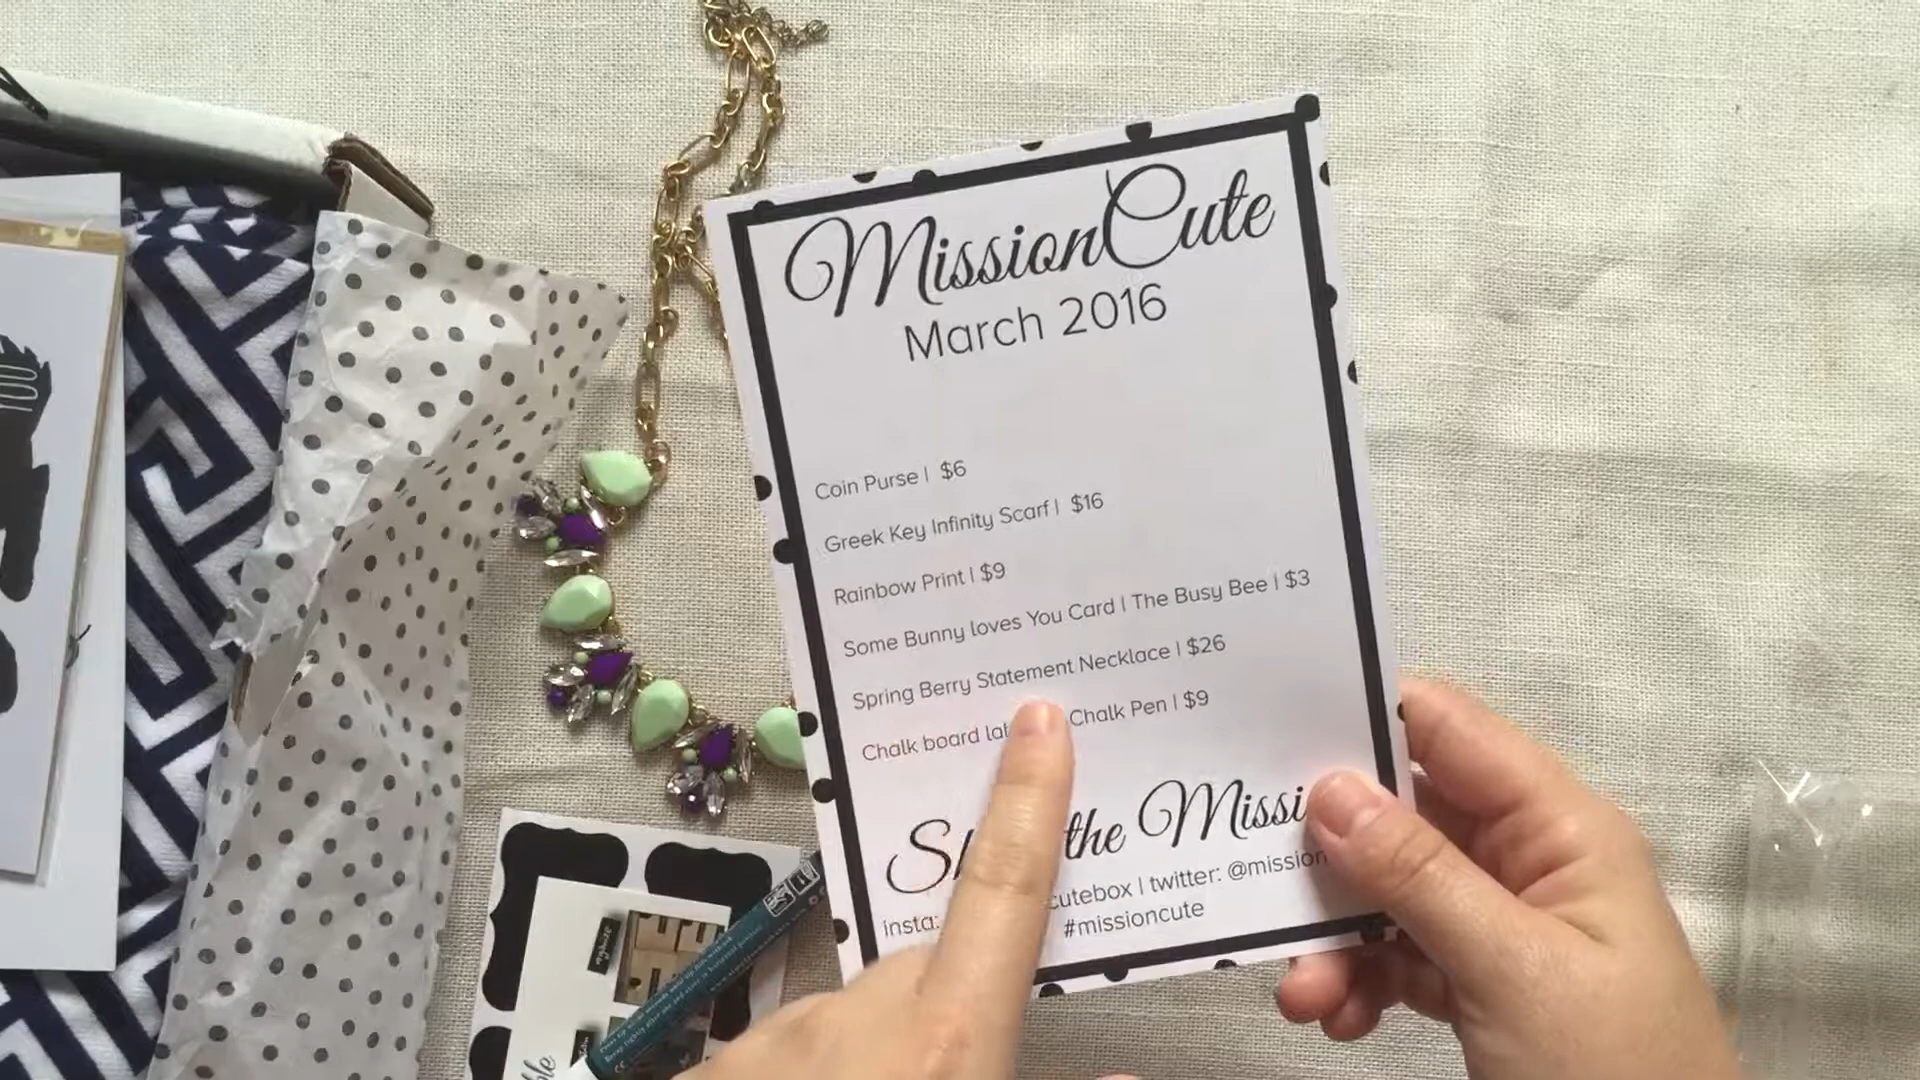 MissionCute
March 2016
Coin Purse | $6
Greek Key Infinity Scarf | $16
Rainbow Print | $9
Some Bunny loves You Card | The Busy Bee | $3
Spring Berry Statement Necklace | $26
Chalk board Chalk Pen | $9
the
insta: cutebox | twitter: @mission
#missioncute
YOU